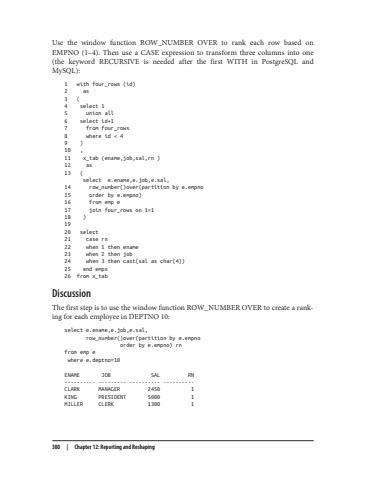 Use the window function ROW_NUMBER OVER to rank each row based on
EMPNO (1–4). Then use a CASE expression to transform three columns into one
(the keyword RECURSIVE is needed after the first WITH in PostgreSQL and
MySQL):
1 with four_rows (id)
2 as
3 (
4 select 1
5 union all
6 select id+1
7 from four_rows
8 where id < 4
9 )
10 ,
11 x_tab (ename,job,sal,rn )
12 as
13 (
select e.ename,e.job,e.sal,
14 row_number()over(partition by e.empno
15 order by e.empno)
16 from emp e
17 join four_rows on 1=1
18 )
19
20 select
21 case rn
22 when 1 then ename
23 when 2 then job
24 when 3 then cast(sal as char(4))
25 end emps
26 from x_tab
Discussion
The first step is to use the window function ROW_NUMBER OVER to create a rank-
ing for each employee in DEPTNO 10:
select e.ename,e.job,e.sal,
row_number()over(partition by e.empno
order by e.empno) rn
from emp e
where e.deptno=10
ENAME JOB SAL RN
---------- --------- ---------- ----------
CLARK MANAGER 2450 1
KING PRESIDENT 5000 1
MILLER CLERK 1300 1
380 | Chapter 12: Reporting and Reshaping